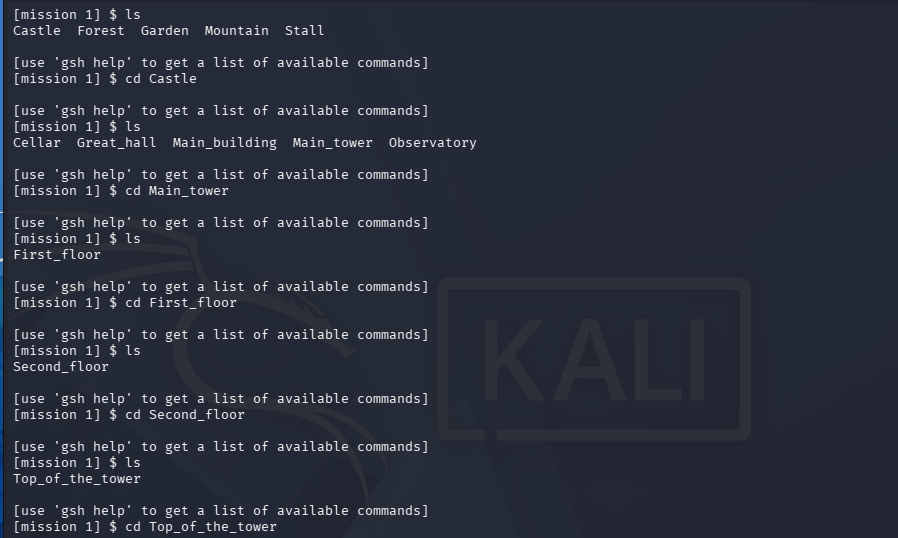 [mission 1] $ ls
Castle  Forest  Garden  Mountain  Stall
[use 'gsh help' to get a list of available commands]
[mission 1] $ cd Castle
[use 'gsh help' to get a list of available commands]
[mission 1] $ ls
Cellar  Great_hall  Main_building  Main_tower  Observatory
[use 'gsh help' to get a list of available commands]
[mission 1] $ cd Main_tower
[use 'gsh help' to get a list of available commands]
[mission 1] $ ls
First_floor
[use 'gsh help' to get a list of available commands]
[mission 1] $ cd First_floor
[use 'gsh help' to get a list of available commands]
[mission 1] $ ls
Second_floor
[use 'gsh help' to get a list of available commands]
[mission 1] $ cd Second_floor
[use 'gsh help' to get a list of available commands]
[mission 1] $ ls
Top_of_the_tower
[use 'gsh help' to get a list of available commands]
[mission 1] $ cd Top_of_the_tower
KALI